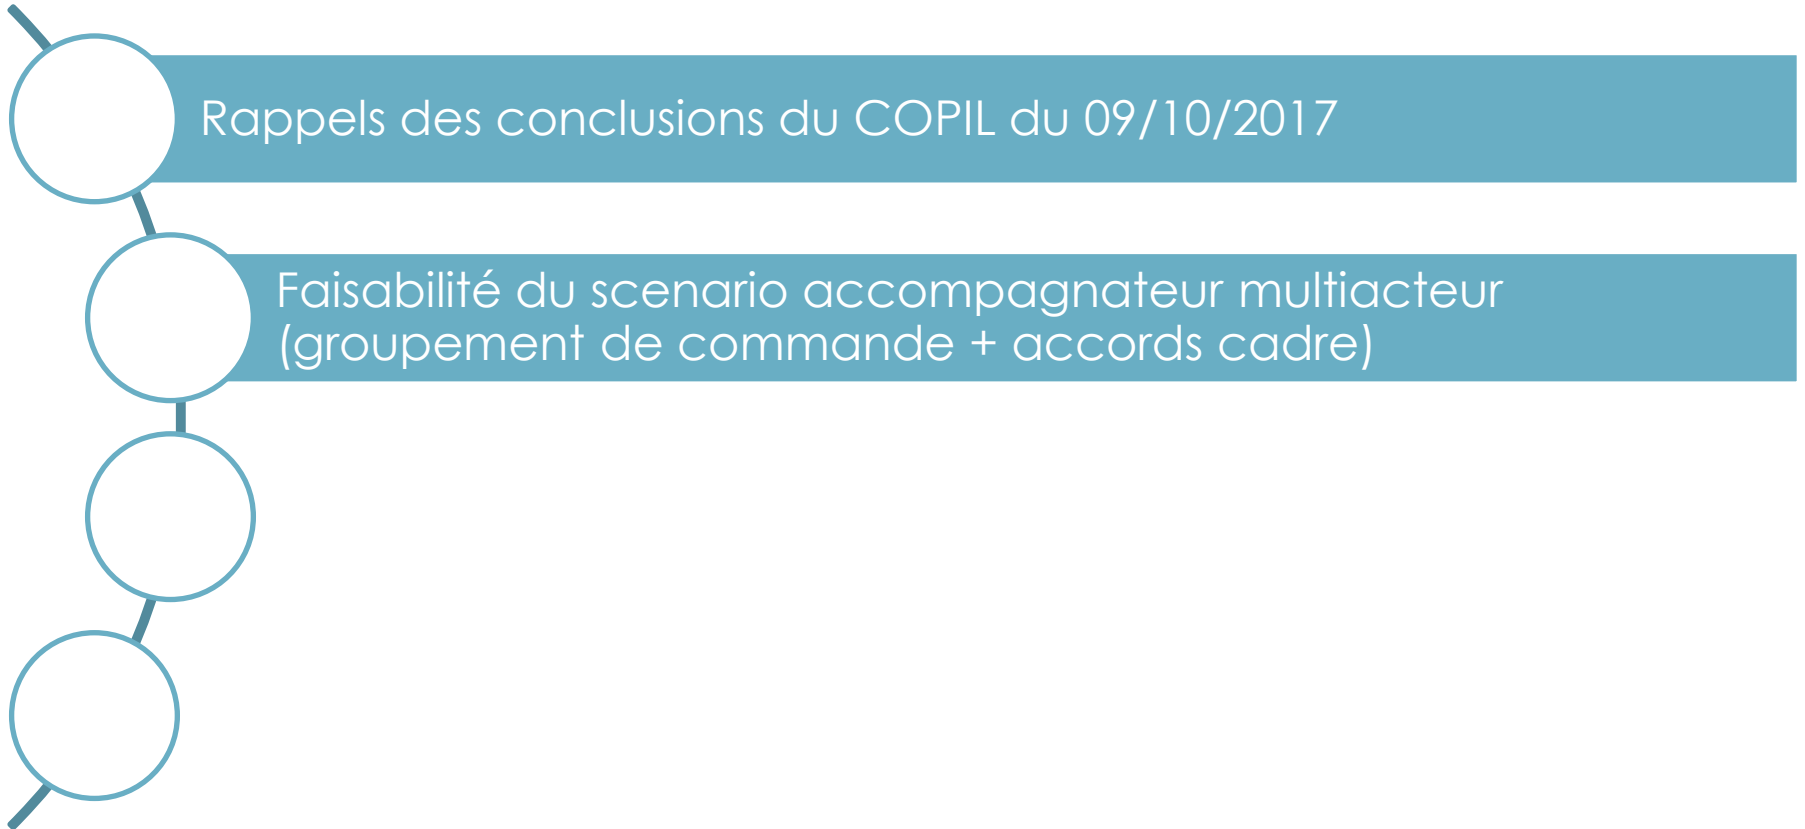 Rappels des conclusions du COPIL du 09/10/2017
Faisabilité du scenario accompagnateur multiacteur
(groupement de commande + accords cadre)